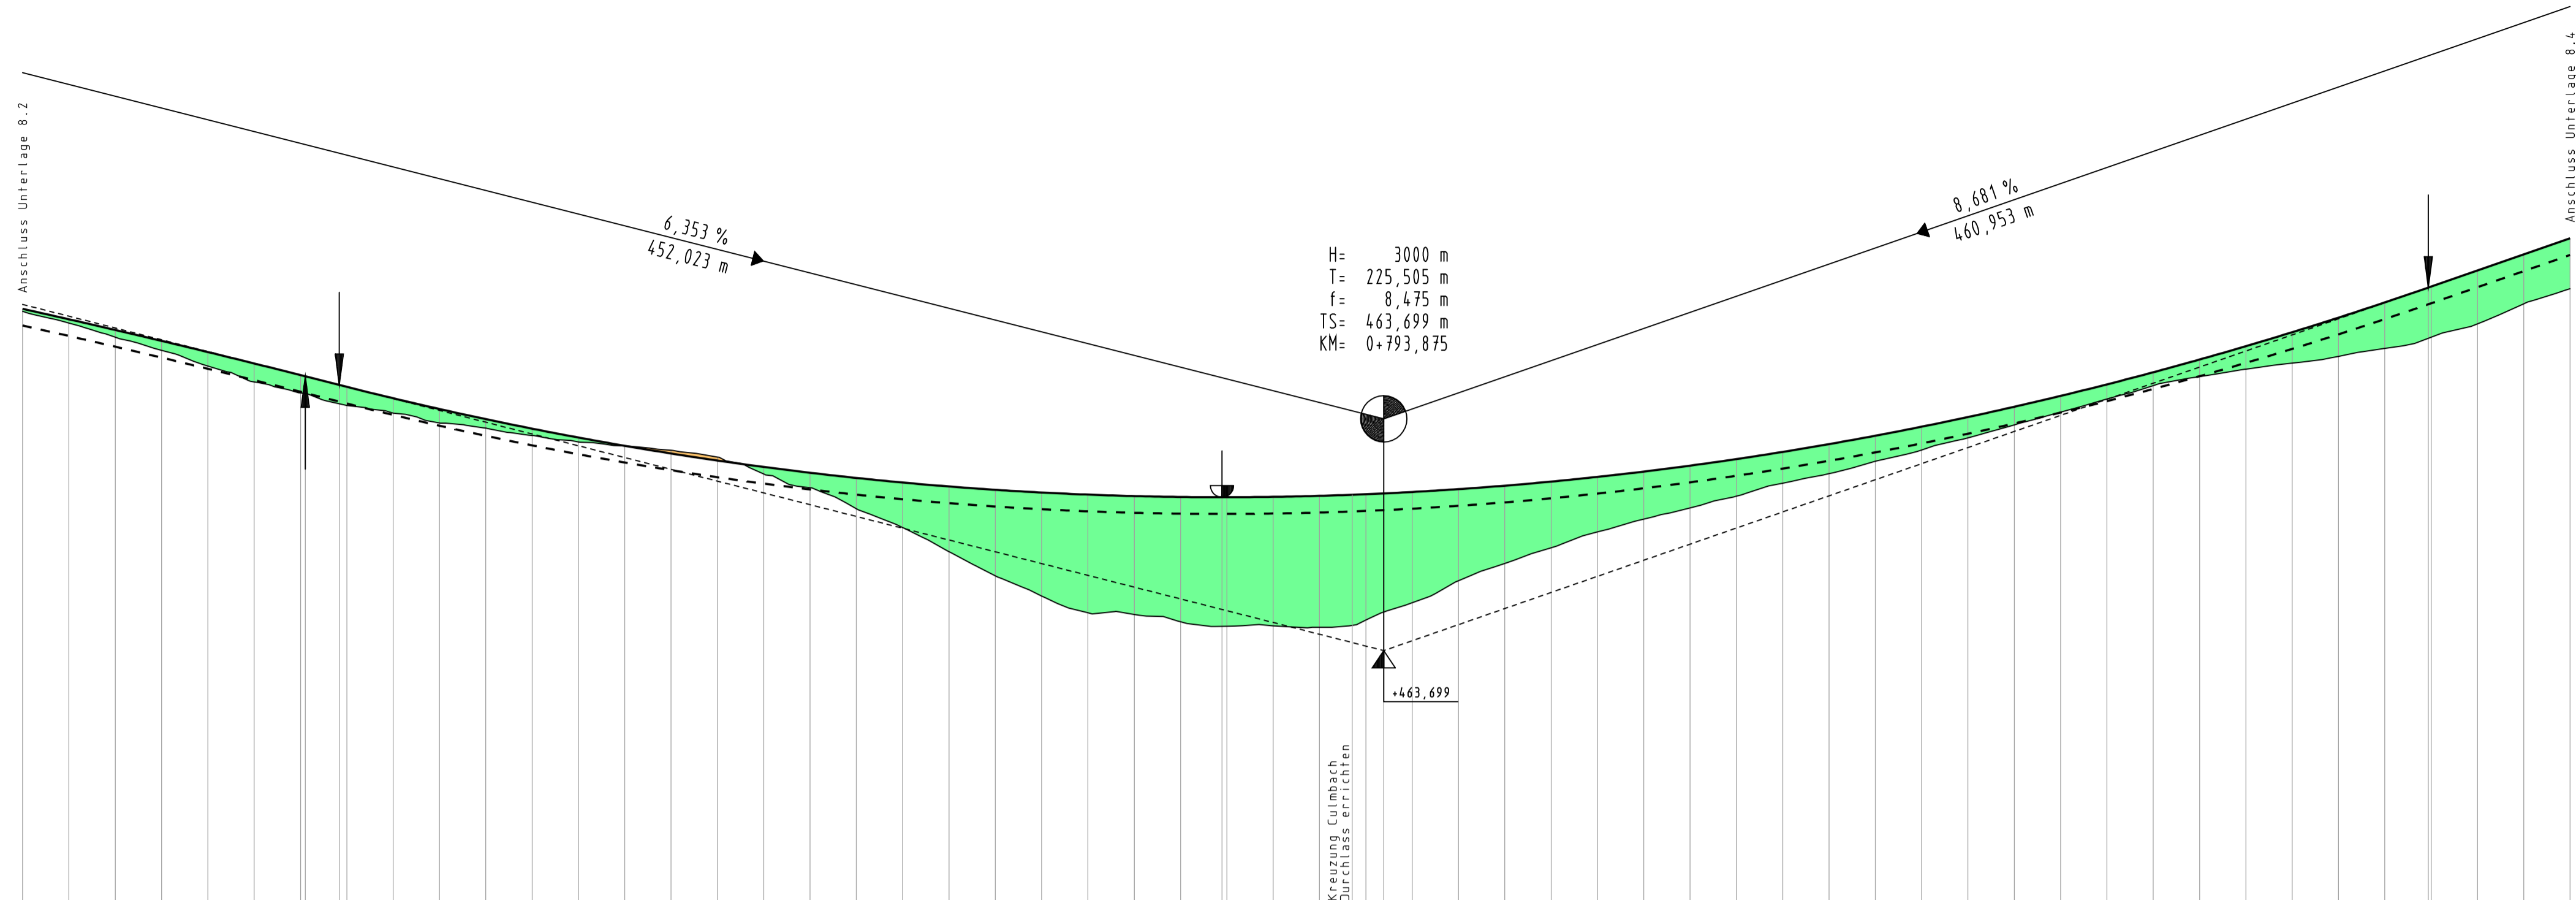 Anschluss Unterlage 8.2
6,353 %
452,023 m
H= 3000 m
T= 225,505 m
f= 8,475 m
TS= 463,699 m
KM= 0+793,875
8,681 %
460,953 m
Anschluss Unterlage 8.4
+463,699
Kreuzung Culmbach
Durchlass errichten